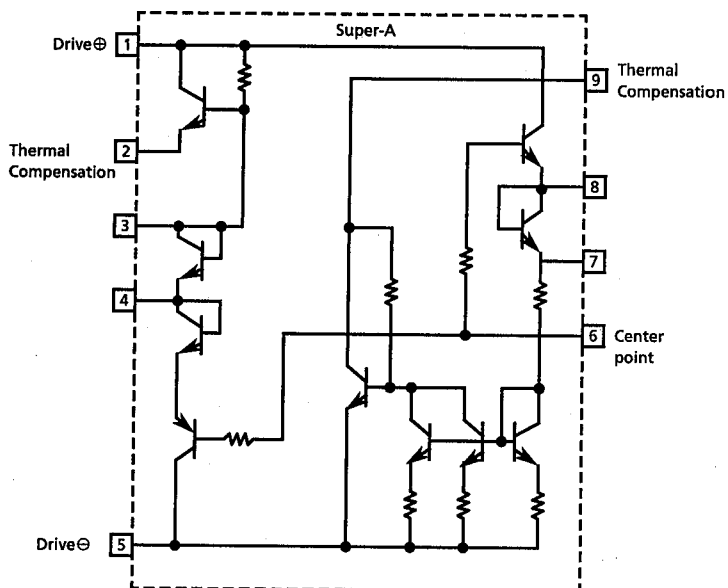 Super-A
Drive⊕ 1
9 Thermal
Compensation
Thermal 2
Compensation
8
3
7
4
6 Center
point
Drive⊖ 5